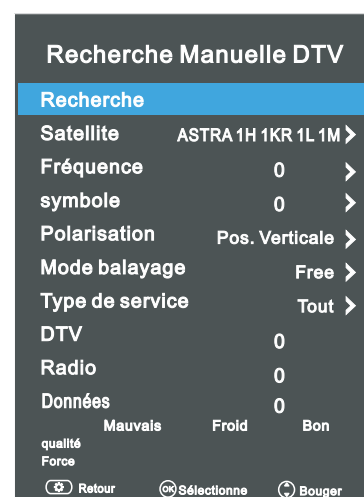 Recherche Manuelle DTV
Recherche
Satellite ASTRA 1H 1KR 1L 1M
Fréquence 0
symbole 0
Polarisation Pos. Verticale
Mode balayage Free
Type de service Tout
DTV 0
Radio 0
Données 0
Mauvais Froid Bon
qualité
Force
Retour OK Sélectionne Bouger